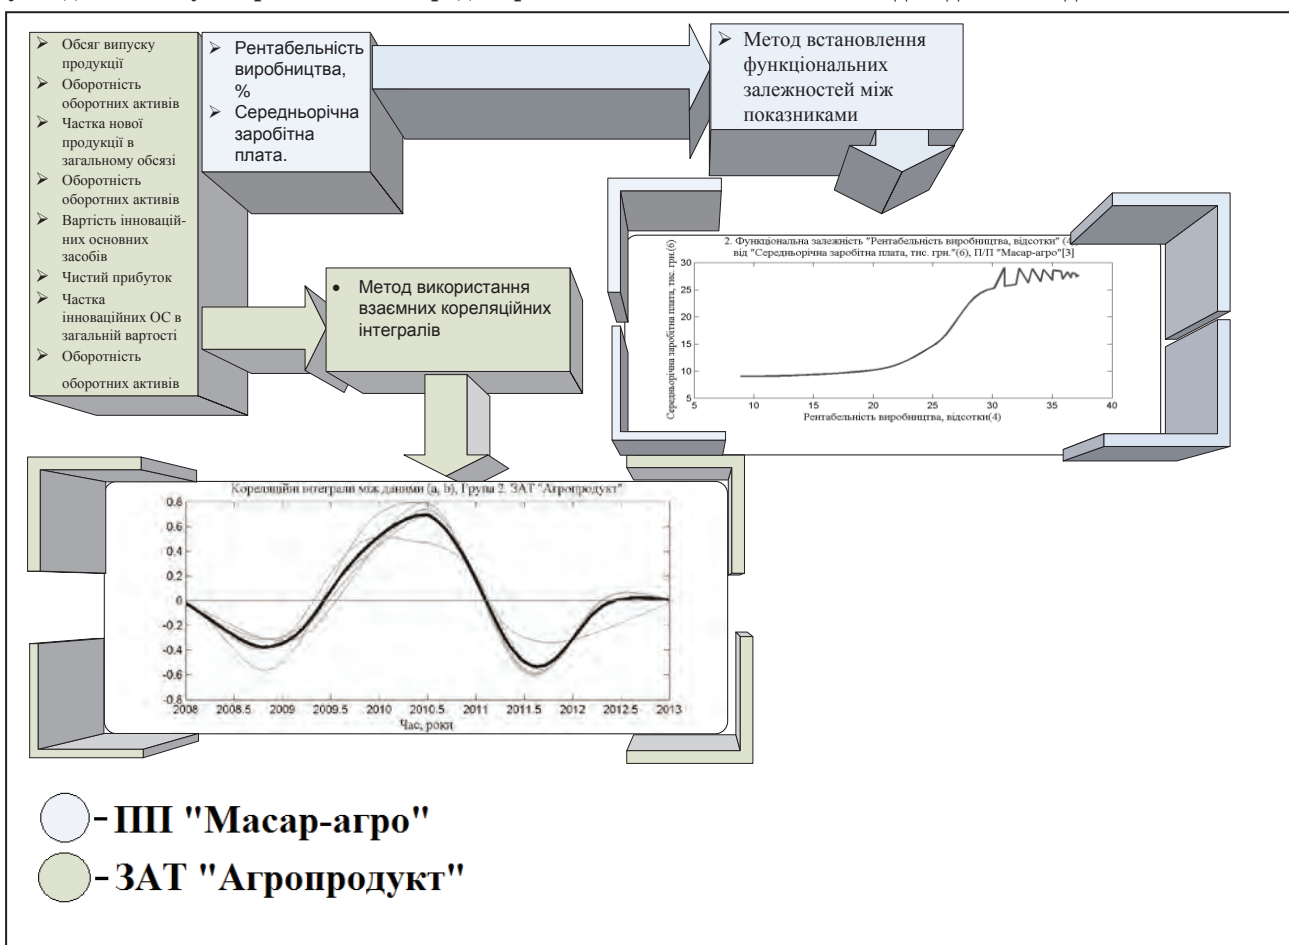 Обсяг випуску
продукції
Оборотність
оборотних активів
Частка нової
продукції в
загальному обсязі
Оборотність
оборотних активів
Вартість інновацій-
них основних
засобів
Чистий прибуток
Частка
інноваційних ОС в
загальній вартості
Оборотність
оборотних активів
Рентабельність
виробництва,
%
Середньорічна
заробітна
плата.
Метод встановлення
функціональних
залежностей між
показниками
Метод використання
взаємних кореляційних
інтегралів
2. Функціональна залежність "Рентабельність виробництва, відсотки" (4
від "Середньорічна заробітна плата, тис. грн."(6), П/П "Масар-агро"[3]
Середньорічна заробітна плата, тис. грн.(6)
30
25
20
15
10
5
5 10 15 20 25 30 35 40
Рентабельність виробництва, відсотки(4)
Кореляційні інтеграли між даними (a, b), Група 2. ЗАТ "Агропродукт"
0.8
0.6
0.4
0.2
0
-0.2
-0.4
-0.6
-0.8
2008 2008.5 2009 2009.5 2010 2010.5 2011 2011.5 2012 2012.5 2013
Час, роки
- ПП "Масар-агро"
- ЗАТ "Агропродукт"